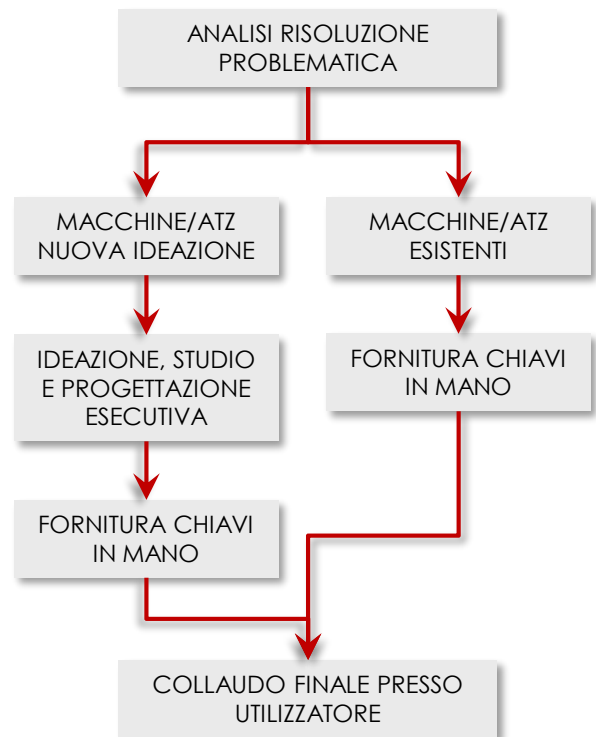 ANALISI RISOLUZIONE
PROBLEMATICA
MACCHINE/ATZ
NUOVA IDEAZIONE
MACCHINE/ATZ
ESISTENTI
IDEAZIONE, STUDIO
E PROGETTAZIONE
ESECUTIVA
FORNITURA CHIAVI
IN MANO
FORNITURA CHIAVI
IN MANO
COLLAUDO FINALE PRESSO
UTILIZZATORE